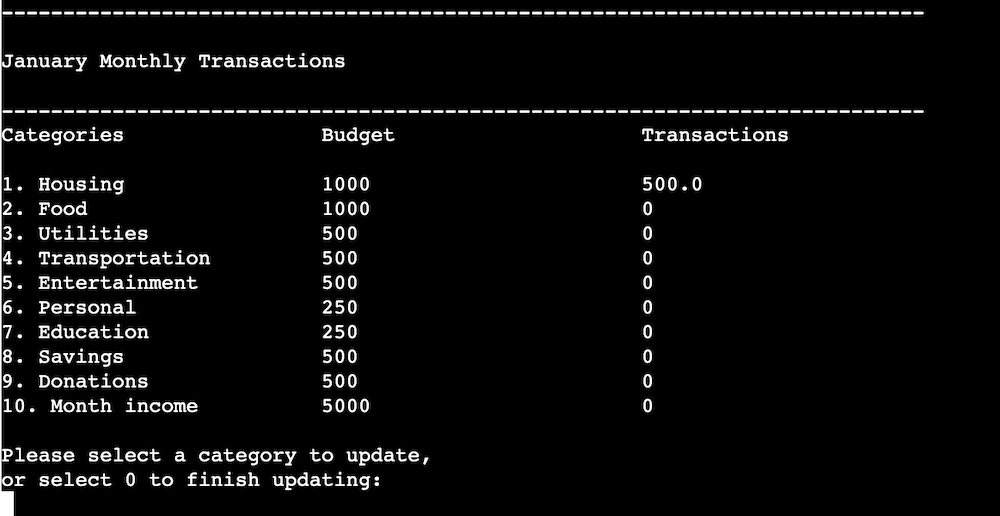 ----------------------------------------------------------------------------
January Monthly Transactions
----------------------------------------------------------------------------
Categories Budget Transactions
1. Housing 1000 500.0
2. Food 1000 0
3. Utilities 500 0
4. Transportation 500 0
5. Entertainment 500 0
6. Personal 250 0
7. Education 250 0
8. Savings 500 0
9. Donations 500 0
10. Month income 5000 0
Please select a category to update,
or select 0 to finish updating: